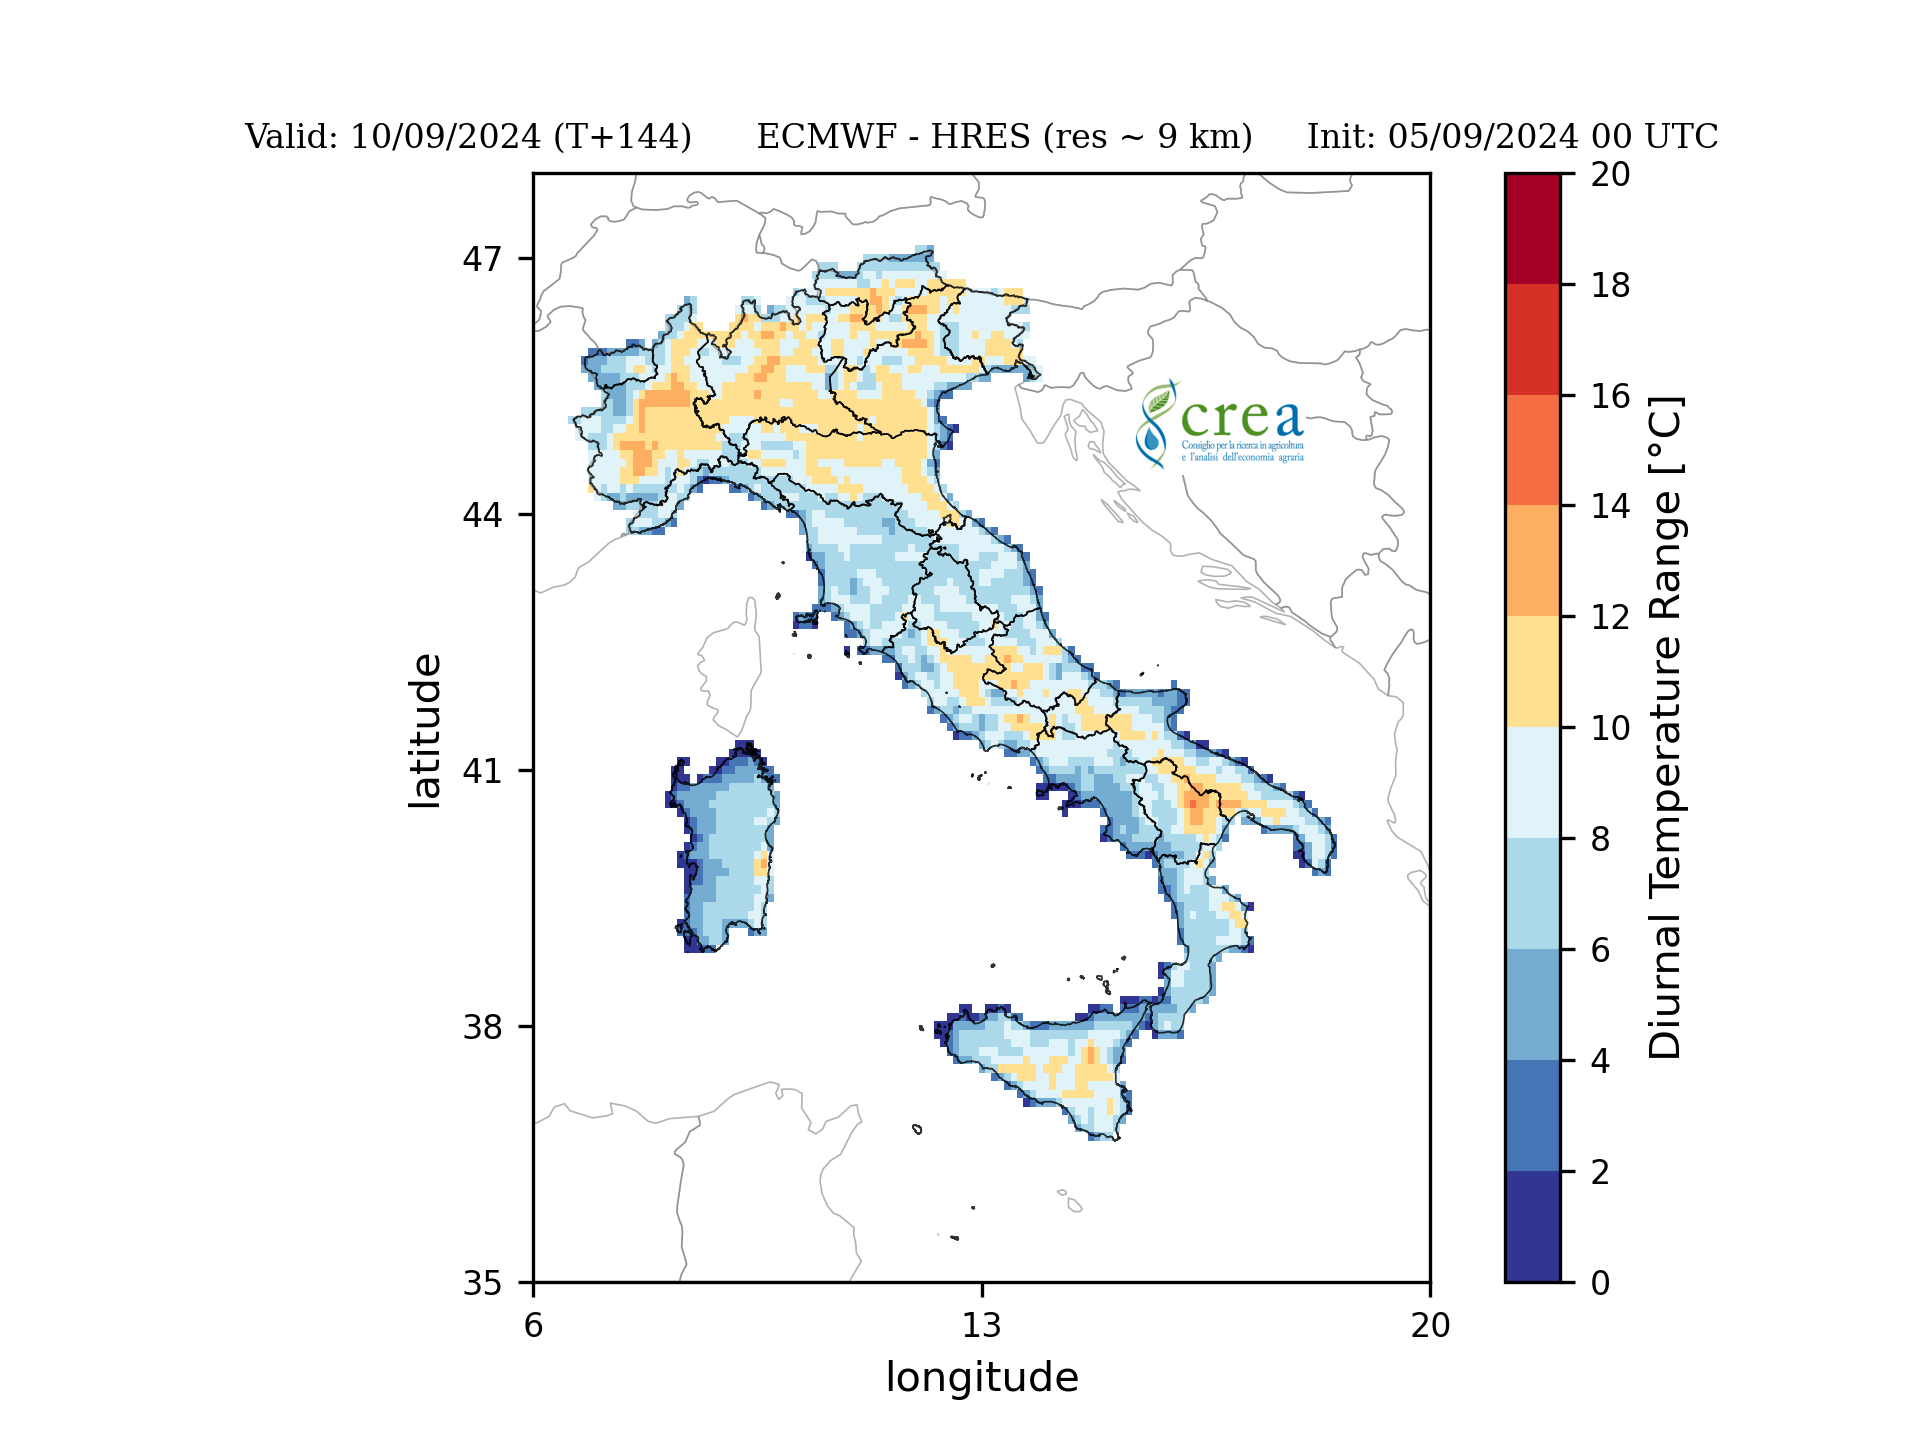 Valid: 10/09/2024 (T+144) ECMWF - HRES (res ~ 9 km) Init: 05/09/2024 00 UTC
47
44
41
38
35
latitude
6 13 20
longitude
crea
Consiglio per la ricerca in agricoltura
e l'analisi dell'economia agraria
20
18
16
14
12
10
8
6
4
2
0
Diurnal Temperature Range [°C]